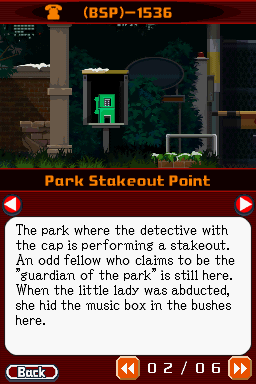 (BSP)-1536
Park Stakeout Point
The park where the detective with
the cap is performing a stakeout.
An odd fellow who claims to be the
"guardian of the park" is still here.
When the little lady was abducted,
she hid the music box in the bushes
here.
Back
02/06